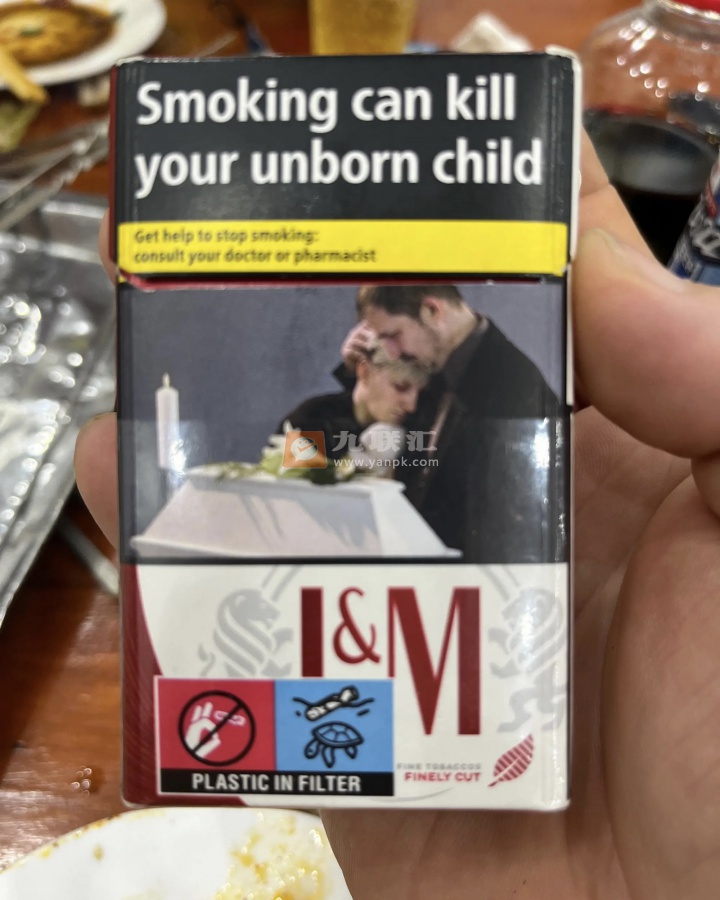 Smoking can kill
your unborn child
Get help to stop smoking:
consult your doctor or pharmacist
九联汇
www.yanpk.com
L&M
PLASTIC IN FILTER
FINE TOBACCOS
FINELY CUT